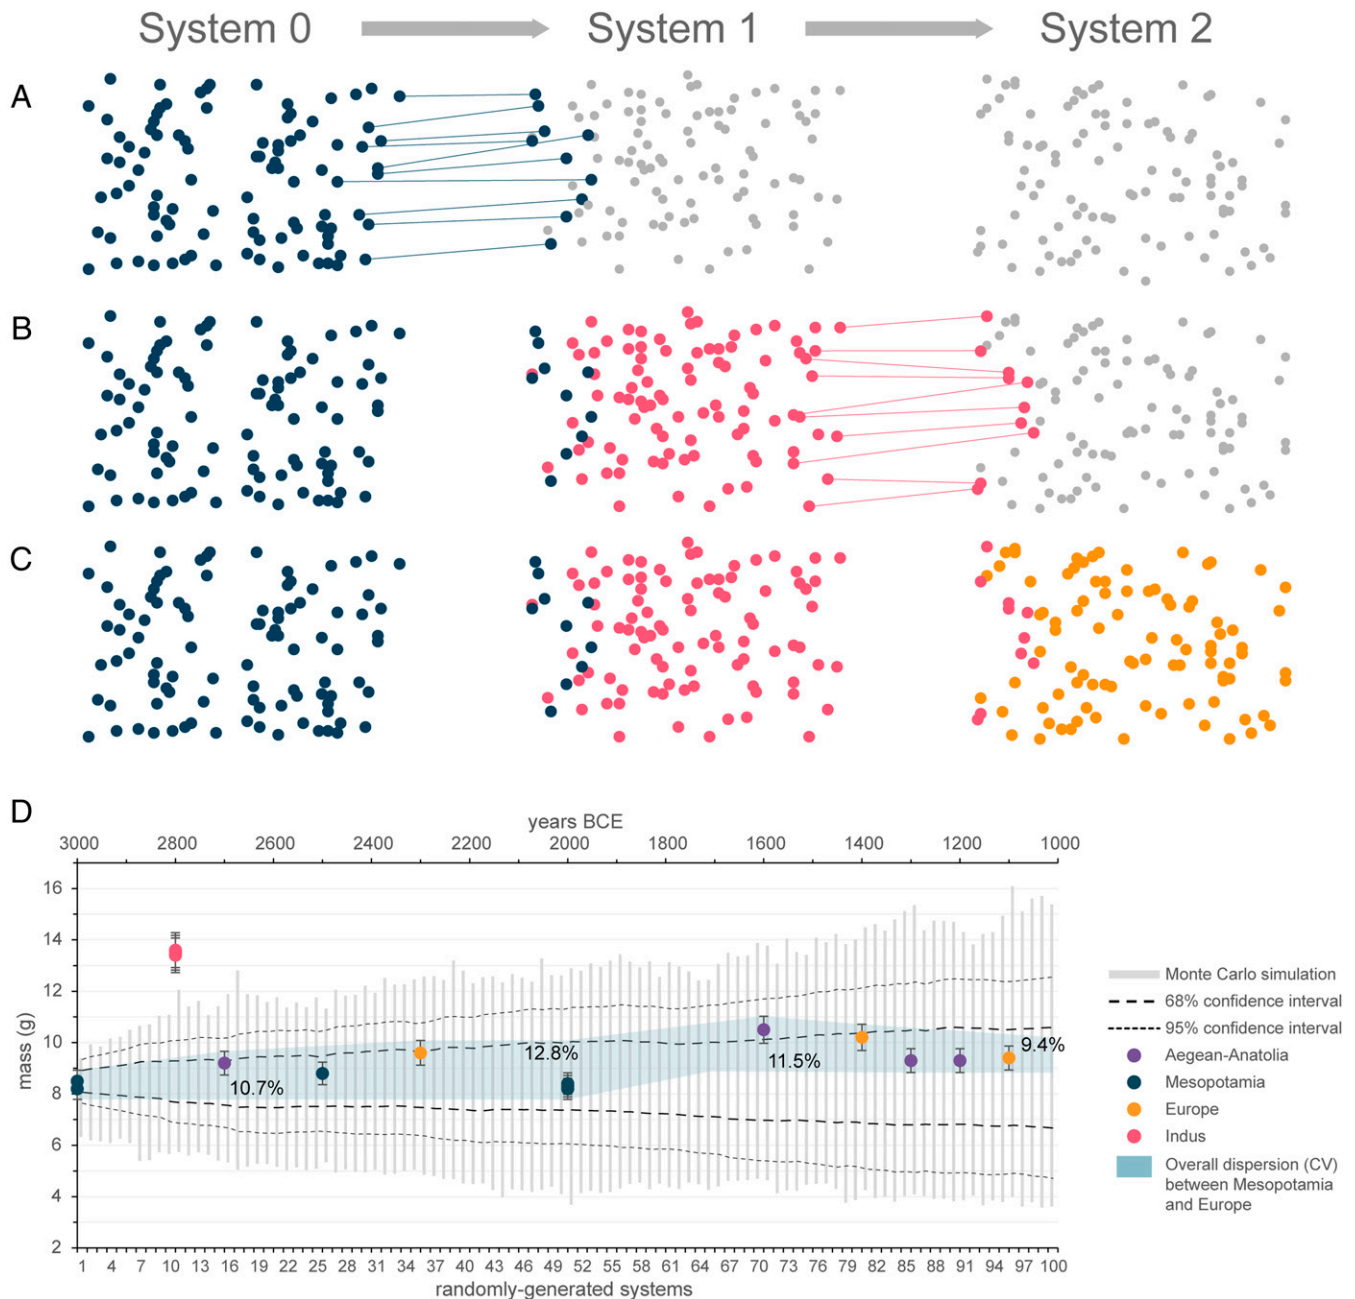 System 0 System 1 System 2
A
B
C
D
years BCE
3000 2800 2600 2400 2200 2000 1800 1600 1400 1200 1000
mass (g)
16
14
12
10
8
6
4
2
10.7%
12.8%
11.5%
9.4%
1 4 7 10 13 16 19 22 25 28 31 34 37 40 43 46 49 52 55 58 61 64 67 70 73 76 79 82 85 88 91 94 97 100
randomly-generated systems
Monte Carlo simulation
68% confidence interval
95% confidence interval
Aegean-Anatolia
Mesopotamia
Europe
Indus
Overall dispersion (CV)
between Mesopotamia
and Europe